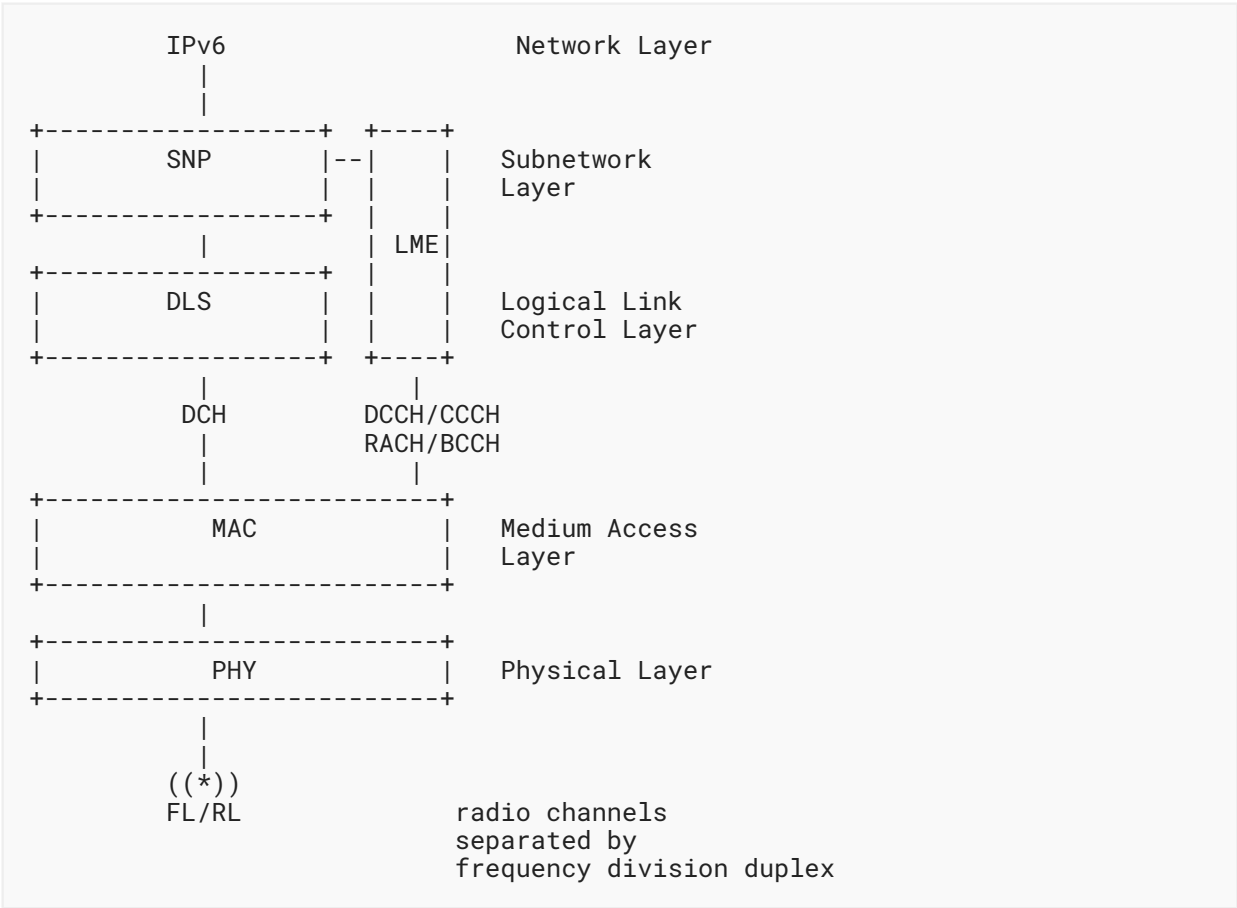 IPv6 Network Layer
SNP Subnetwork
Layer
LME
DLS Logical Link
Control Layer
DCH DCCH/CCCH
RACH/BCCH
MAC Medium Access
Layer
PHY Physical Layer
((*))
FL/RL radio channels
separated by
frequency division duplex